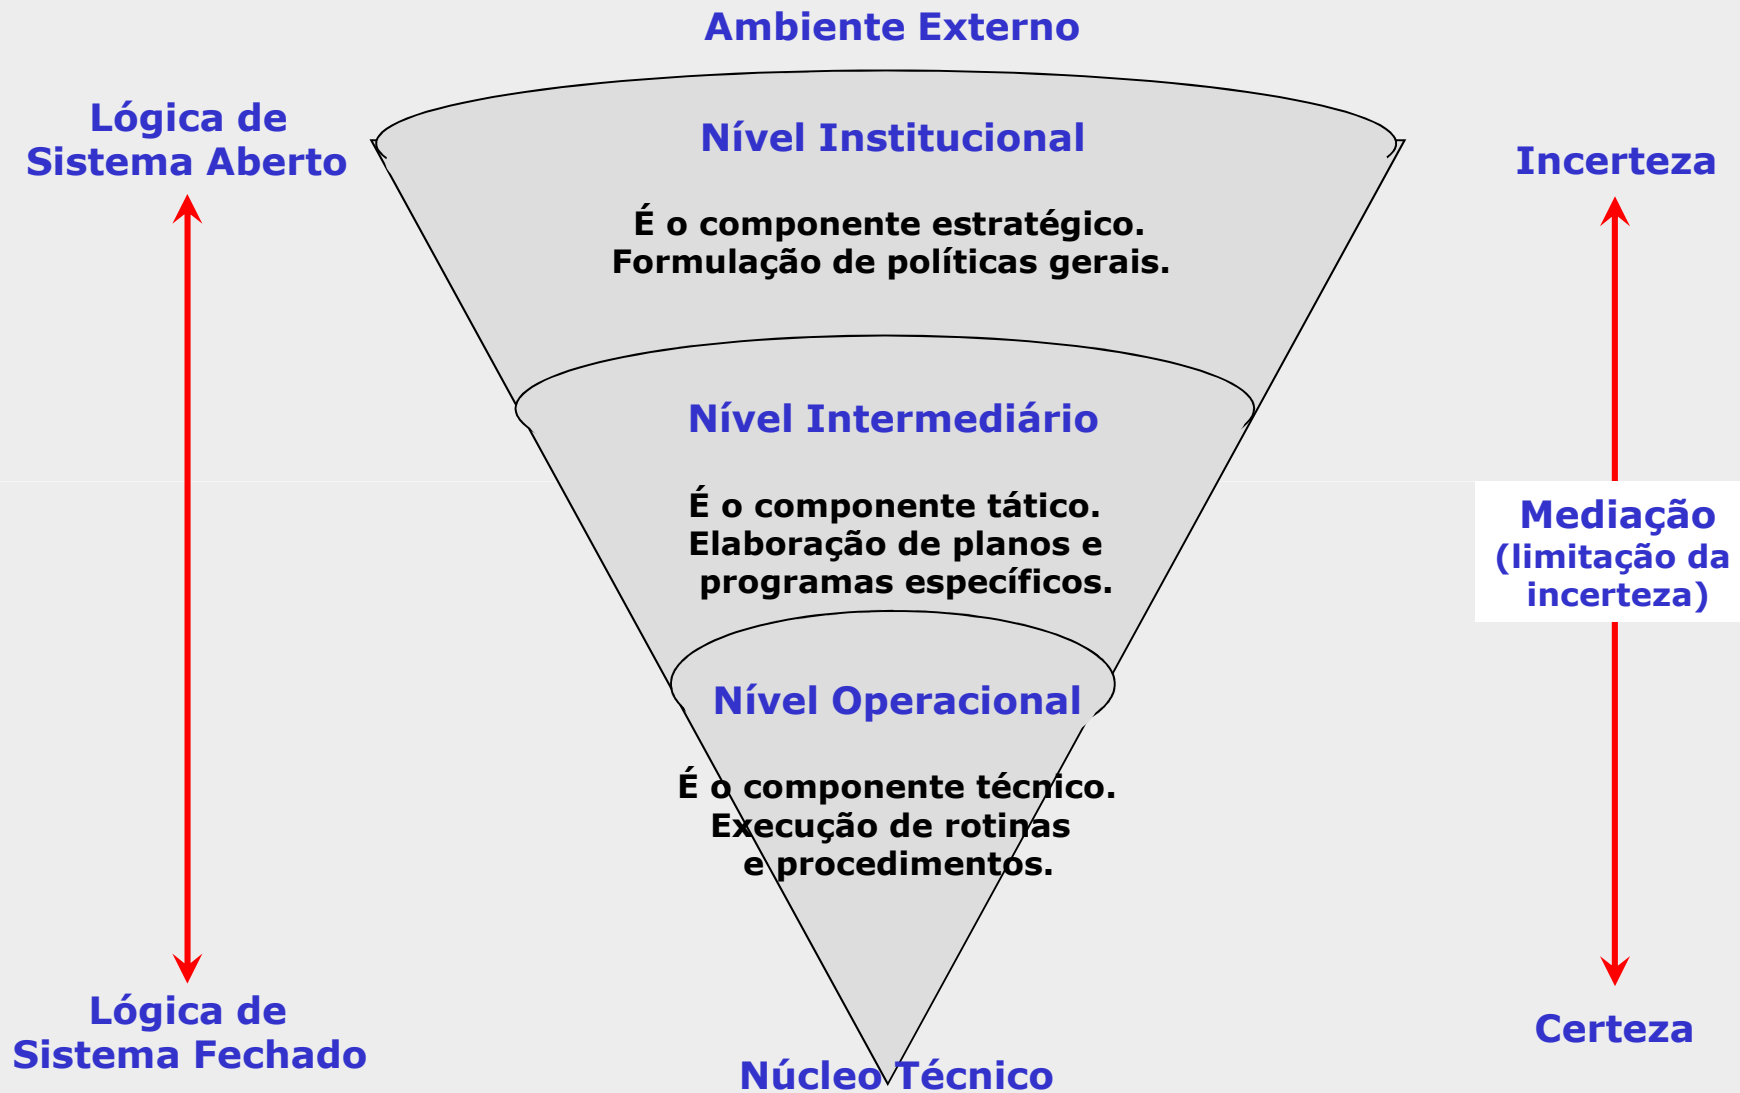 Ambiente Externo
Lógica de
Sistema Aberto
Nível Institucional
Incerteza
É o componente estratégico.
Formulação de políticas gerais.
Nível Intermediário
É o componente tático.
Elaboração de planos e
programas específicos.
Mediação
(limitação da
incerteza)
Nível Operacional
É o componente técnico.
Execução de rotinas
e procedimentos.
Lógica de
Sistema Fechado
Certeza
Núcleo Técnico